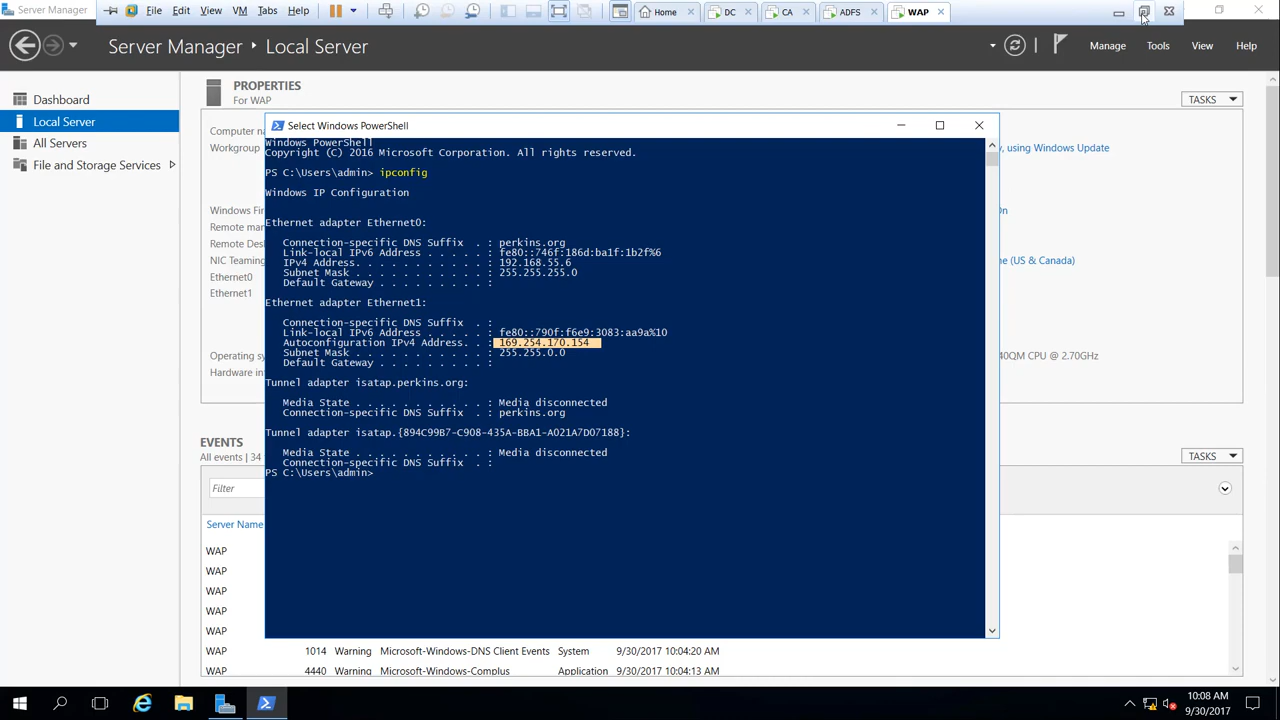 Server Manager
File Edit View VM Tabs Help
Home DC CA ADFS WAP
Server Manager Local Server
Manage Tools View Help
Dashboard
Local Server
All Servers
File and Storage Services
PROPERTIES
For WAP
TASKS
Computer na
Workgroup
, using Windows Update
Windows Fir
On
Remote man
Remote Desk
NIC Teaming
e (US & Canada)
Ethernet0
Ethernet1
Operating sy
40QM CPU @ 2.70GHz
Hardware in
Select Windows PowerShell
Windows PowerShell
Copyright (C) 2016 Microsoft Corporation. All rights reserved.
PS C:\Users\admin> ipconfig
Windows IP Configuration
Ethernet adapter Ethernet0:
Connection-specific DNS Suffix . : perkins.org
Link-local IPv6 Address . . . . . : fe80::746f:186d:ba1f:1b2f%6
IPv4 Address. . . . . . . . . . . : 192.168.55.6
Subnet Mask . . . . . . . . . . . : 255.255.255.0
Default Gateway . . . . . . . . . :
Ethernet adapter Ethernet1:
Connection-specific DNS Suffix . :
Link-local IPv6 Address . . . . . : fe80::790f:f6e9:3083:aa9a%10
Autoconfiguration IPv4 Address. . : 169.254.170.154
Subnet Mask . . . . . . . . . . . : 255.255.0.0
Default Gateway . . . . . . . . . :
Tunnel adapter isatap.perkins.org:
Media State . . . . . . . . . . . : Media disconnected
Connection-specific DNS Suffix . : perkins.org
Tunnel adapter isatap.{894C99B7-C908-435A-BBA1-A021A7D07188}:
Media State . . . . . . . . . . . : Media disconnected
Connection-specific DNS Suffix . :
PS C:\Users\admin>
EVENTS
All events | 34
TASKS
Filter
Server Name
WAP
WAP
WAP
WAP
WAP
WAP 1014 Warning Microsoft-Windows-DNS Client Events System 9/30/2017 10:04:20 AM
WAP 4440 Warning Microsoft-Windows-Complus Application 9/30/2017 10:04:13 AM
10:08 AM
9/30/2017